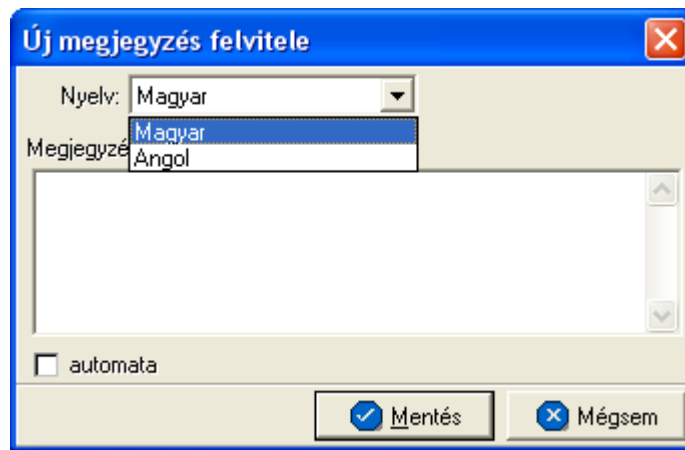 Új megjegyzés felvitele
Nyelv: Magyar
Magyar
Megjegyzé
Angol
automata
Mentés Mégsem